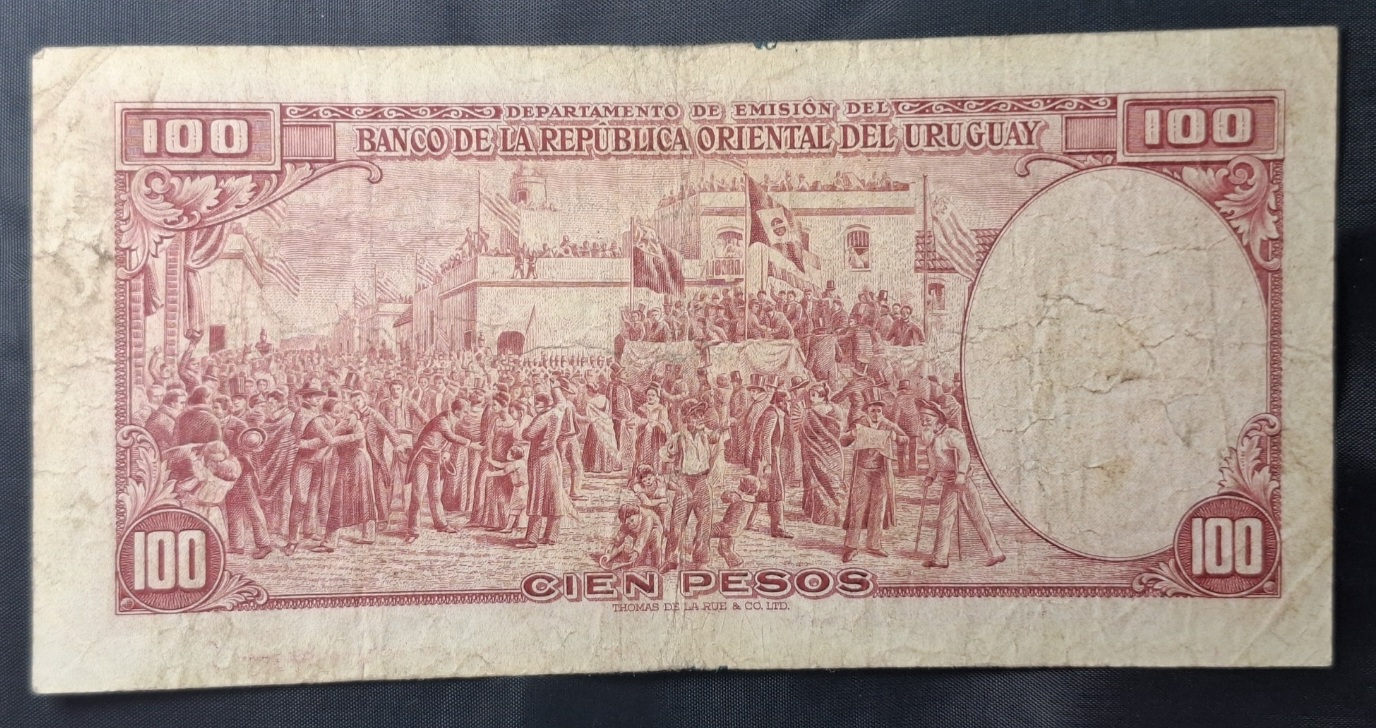 100 DEPARTAMENTO DE EMISIÓN DEL 100
BANCO DE LA REPÚBLICA ORIENTAL DEL URUGUAY
100 CIEN PESOS 100
THOMAS DE LA RUE & CO. LTD.